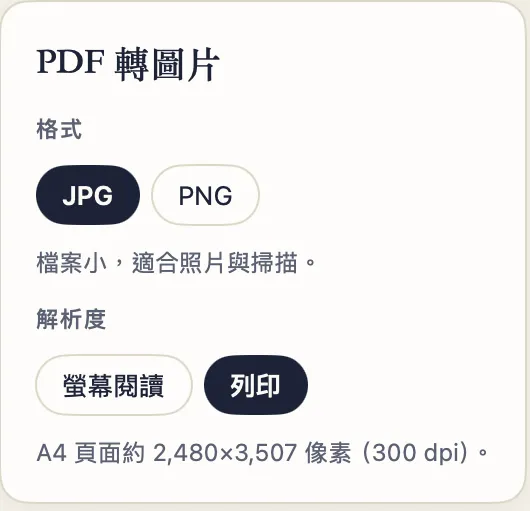 PDF 轉圖片
格式
JPG
PNG
檔案小，適合照片與掃描。
解析度
螢幕閱讀
列印
A4 頁面約 2,480×3,507 像素（300 dpi）。